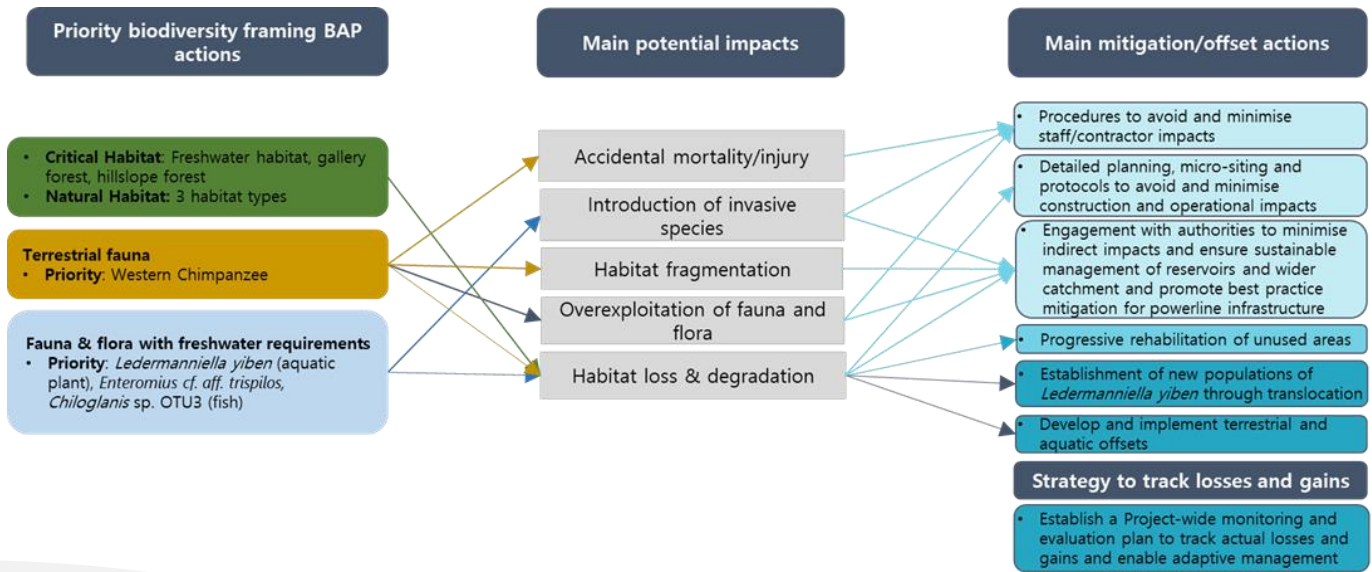 Priority biodiversity framing BAP
actions
• Critical Habitat: Freshwater habitat, gallery
forest, hillslope forest
• Natural Habitat: 3 habitat types
Terrestrial fauna
• Priority: Western Chimpanzee
Fauna & flora with freshwater requirements
• Priority: Ledermanniella yiben (aquatic
plant), Enteromius cf. aff. trispilos,
Chiloglanis sp. OTU3 (fish)
Main potential impacts
Accidental mortality/injury
Introduction of invasive
species
Habitat fragmentation
Overexploitation of fauna and
flora
Habitat loss & degradation
Main mitigation/offset actions
• Procedures to avoid and minimise
staff/contractor impacts
• Detailed planning, micro-siting and
protocols to avoid and minimise
construction and operational impacts
• Engagement with authorities to minimise
indirect impacts and ensure sustainable
management of reservoirs and wider
catchment and promote best practice
mitigation for powerline infrastructure
• Progressive rehabilitation of unused areas
• Establishment of new populations of
Ledermanniella yiben through translocation
• Develop and implement terrestrial and
aquatic offsets
Strategy to track losses and gains
• Establish a Project-wide monitoring and
evaluation plan to track actual losses and
gains and enable adaptive management